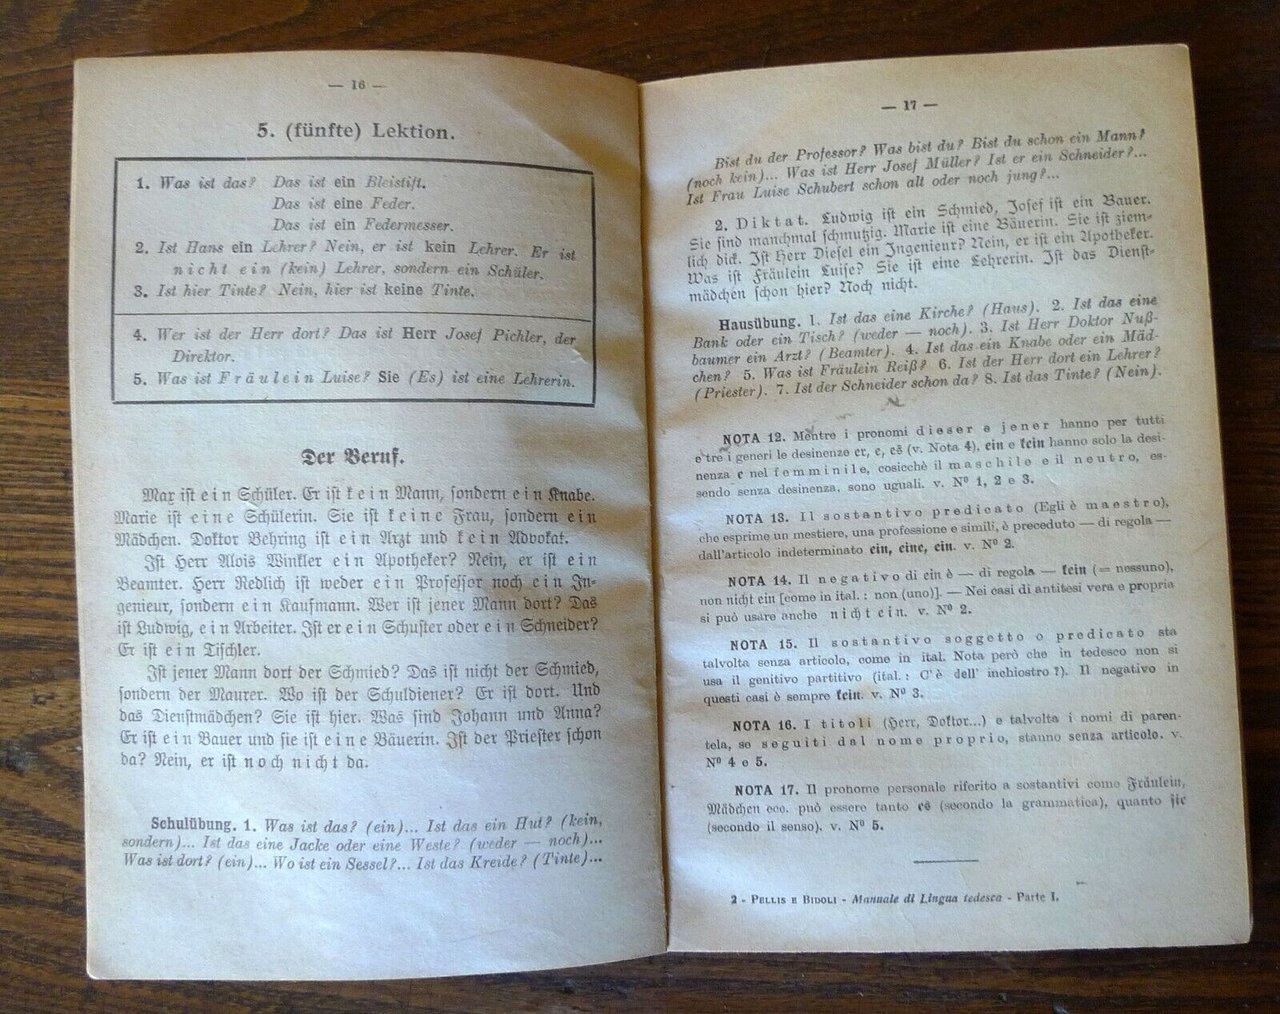 — 16 —
5. (fünfte) Lektion.
1. Was ist das? Das ist ein Bleistift.
Das ist eine Feder.
Das ist ein Federmesser.
2. Ist Hans ein Lehrer? Nein, er ist kein Lehrer. Er ist
nicht ein (kein) Lehrer, sondern ein Schüler.
3. Ist hier Tinte? Nein, hier ist keine Tinte.
4. Wer ist der Herr dort? Das ist Herr Josef Pichler, der
Direktor.
5. Was ist Fräulein Luise? Sie (Es) ist eine Lehrerin.
Der Beruf.
Max ist ein Schüler. Er ist kein Mann, sondern ein Knabe.
Marie ist eine Schülerin. Sie ist keine Frau, sondern ein
Mädchen. Doktor Behring ist ein Arzt und kein Advokat.
Ist Herr Alois Winkler ein Apotheker? Nein, er ist ein
Beamter. Herr Redlich ist weder ein Professor noch ein In-
genieur, sondern ein Kaufmann. Wer ist jener Mann dort? Das
ist Ludwig, ein Arbeiter. Ist er ein Schuster oder ein Schneider?
Er ist ein Tischler.
Ist jener Mann dort der Schmied? Das ist nicht der Schmied,
sondern der Maurer. Wo ist der Schuldiener? Er ist dort. Und
das Dienstmädchen? Sie ist hier. Was sind Johann und Anna?
Er ist ein Bauer und sie ist eine Bäuerin. Ist der Priester schon
da? Nein, er ist noch nicht da.
Schulübung. 1. Was ist das? (ein)... Ist das ein Hut? (kein,
sondern)... Ist das eine Jacke oder eine Weste? (weder — noch)...
Was ist dort? (ein)... Wo ist ein Sessel?... Ist das Kreide? (Tinte)...
— 17 —
Bist du der Professor? Was bist du? Bist du schon ein Mann?
(noch kein)... Was ist Herr Josef Müller? Ist er ein Schneider?...
Ist Frau Luise Schubert schon alt oder noch jung?...
2. Diktat. Ludwig ist ein Schmied, Josef ist ein Bauer.
Sie sind manchmal schmutzig. Marie ist eine Bäuerin. Sie ist ziem-
lich dick. Ist Herr Diesel ein Ingenieur? Nein, er ist ein Apotheker.
Was ist Fräulein Luise? Sie ist eine Lehrerin. Ist das Dienst-
mädchen schon hier? Noch nicht.
Hausübung. 1. Ist das eine Kirche? (Haus). 2. Ist das eine
Bank oder ein Tisch? (weder — noch). 3. Ist Herr Doktor Nuß-
baumer ein Arzt? (Beamter). 4. Ist das ein Knabe oder ein Mäd-
chen? 5. Was ist Fräulein Reiß? 6. Ist der Herr dort ein Lehrer?
(Priester). 7. Ist der Schneider schon da? 8. Ist das Tinte? (Nein).
NOTA 12. Mentre i pronomi dieser e jener hanno per tutti
e tre i generi le desinenze er, e, es (v. Nota 4), ein e kein hanno solo la desi-
nenza e nel femminile, cosicchè il maschile e il neutro, es-
sendo senza desinenza, sono uguali. v. Nº 1, 2 e 3.
NOTA 13. Il sostantivo predicato (Egli è maestro),
che esprime un mestiere, una professione e simili, è preceduto — di regola —
dall'articolo indeterminato ein, eine, ein. v. Nº 2.
NOTA 14. Il negativo di ein è — di regola — kein (= nessuno),
non nicht ein [come in ital.: non (uno)]. — Nei casi di antitesi vera e propria
si può usare anche nicht ein. v. Nº 2.
NOTA 15. Il sostantivo soggetto o predicato sta
talvolta senza articolo, come in ital. Nota però che in tedesco non si
usa il genitivo partitivo (ital.: C'è dell' inchiostro?). Il negativo in
questi casi è sempre kein. v. Nº 3.
NOTA 16. I titoli (Herr, Doktor...) e talvolta i nomi di paren-
tela, se seguiti dal nome proprio, stanno senza articolo. v.
Nº 4 e 5.
NOTA 17. Il pronome personale riferito a sostantivi come Fräulein,
Mädchen ecc. può essere tanto es (secondo la grammatica), quanto sie
(secondo il senso). v. Nº 5.
2 - PELLIS E BIDOLI - Manuale di Lingua tedesca - Parte I.